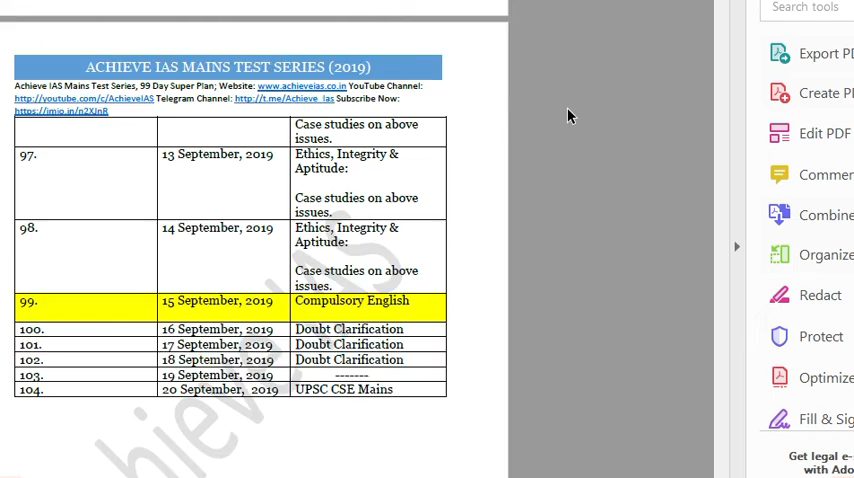 Search tools
ACHIEVE IAS MAINS TEST SERIES (2019)
Achieve IAS Mains Test Series, 99 Day Super Plan; Website: www.achieveias.co.in YouTube Channel:
http://youtube.com/c/AchieveIAS Telegram Channel: http://t.me/Achieve_Ias Subscribe Now:
https://imjo.in/n2XJnR
Case studies on above
issues.
97. 13 September, 2019 Ethics, Integrity &
Aptitude:
Case studies on above
issues.
98. 14 September, 2019 Ethics, Integrity &
Aptitude:
Case studies on above
issues.
99. 15 September, 2019 Compulsory English
100. 16 September, 2019 Doubt Clarification
101. 17 September, 2019 Doubt Clarification
102. 18 September, 2019 Doubt Clarification
103. 19 September, 2019 -------
104. 20 September, 2019 UPSC CSE Mains
hieve IAS
Export PD
Create P
Edit PDF
Commer
Combine
Organize
Redact
Protect
Optimize
Fill & Sig
Get legal e-
with Ado